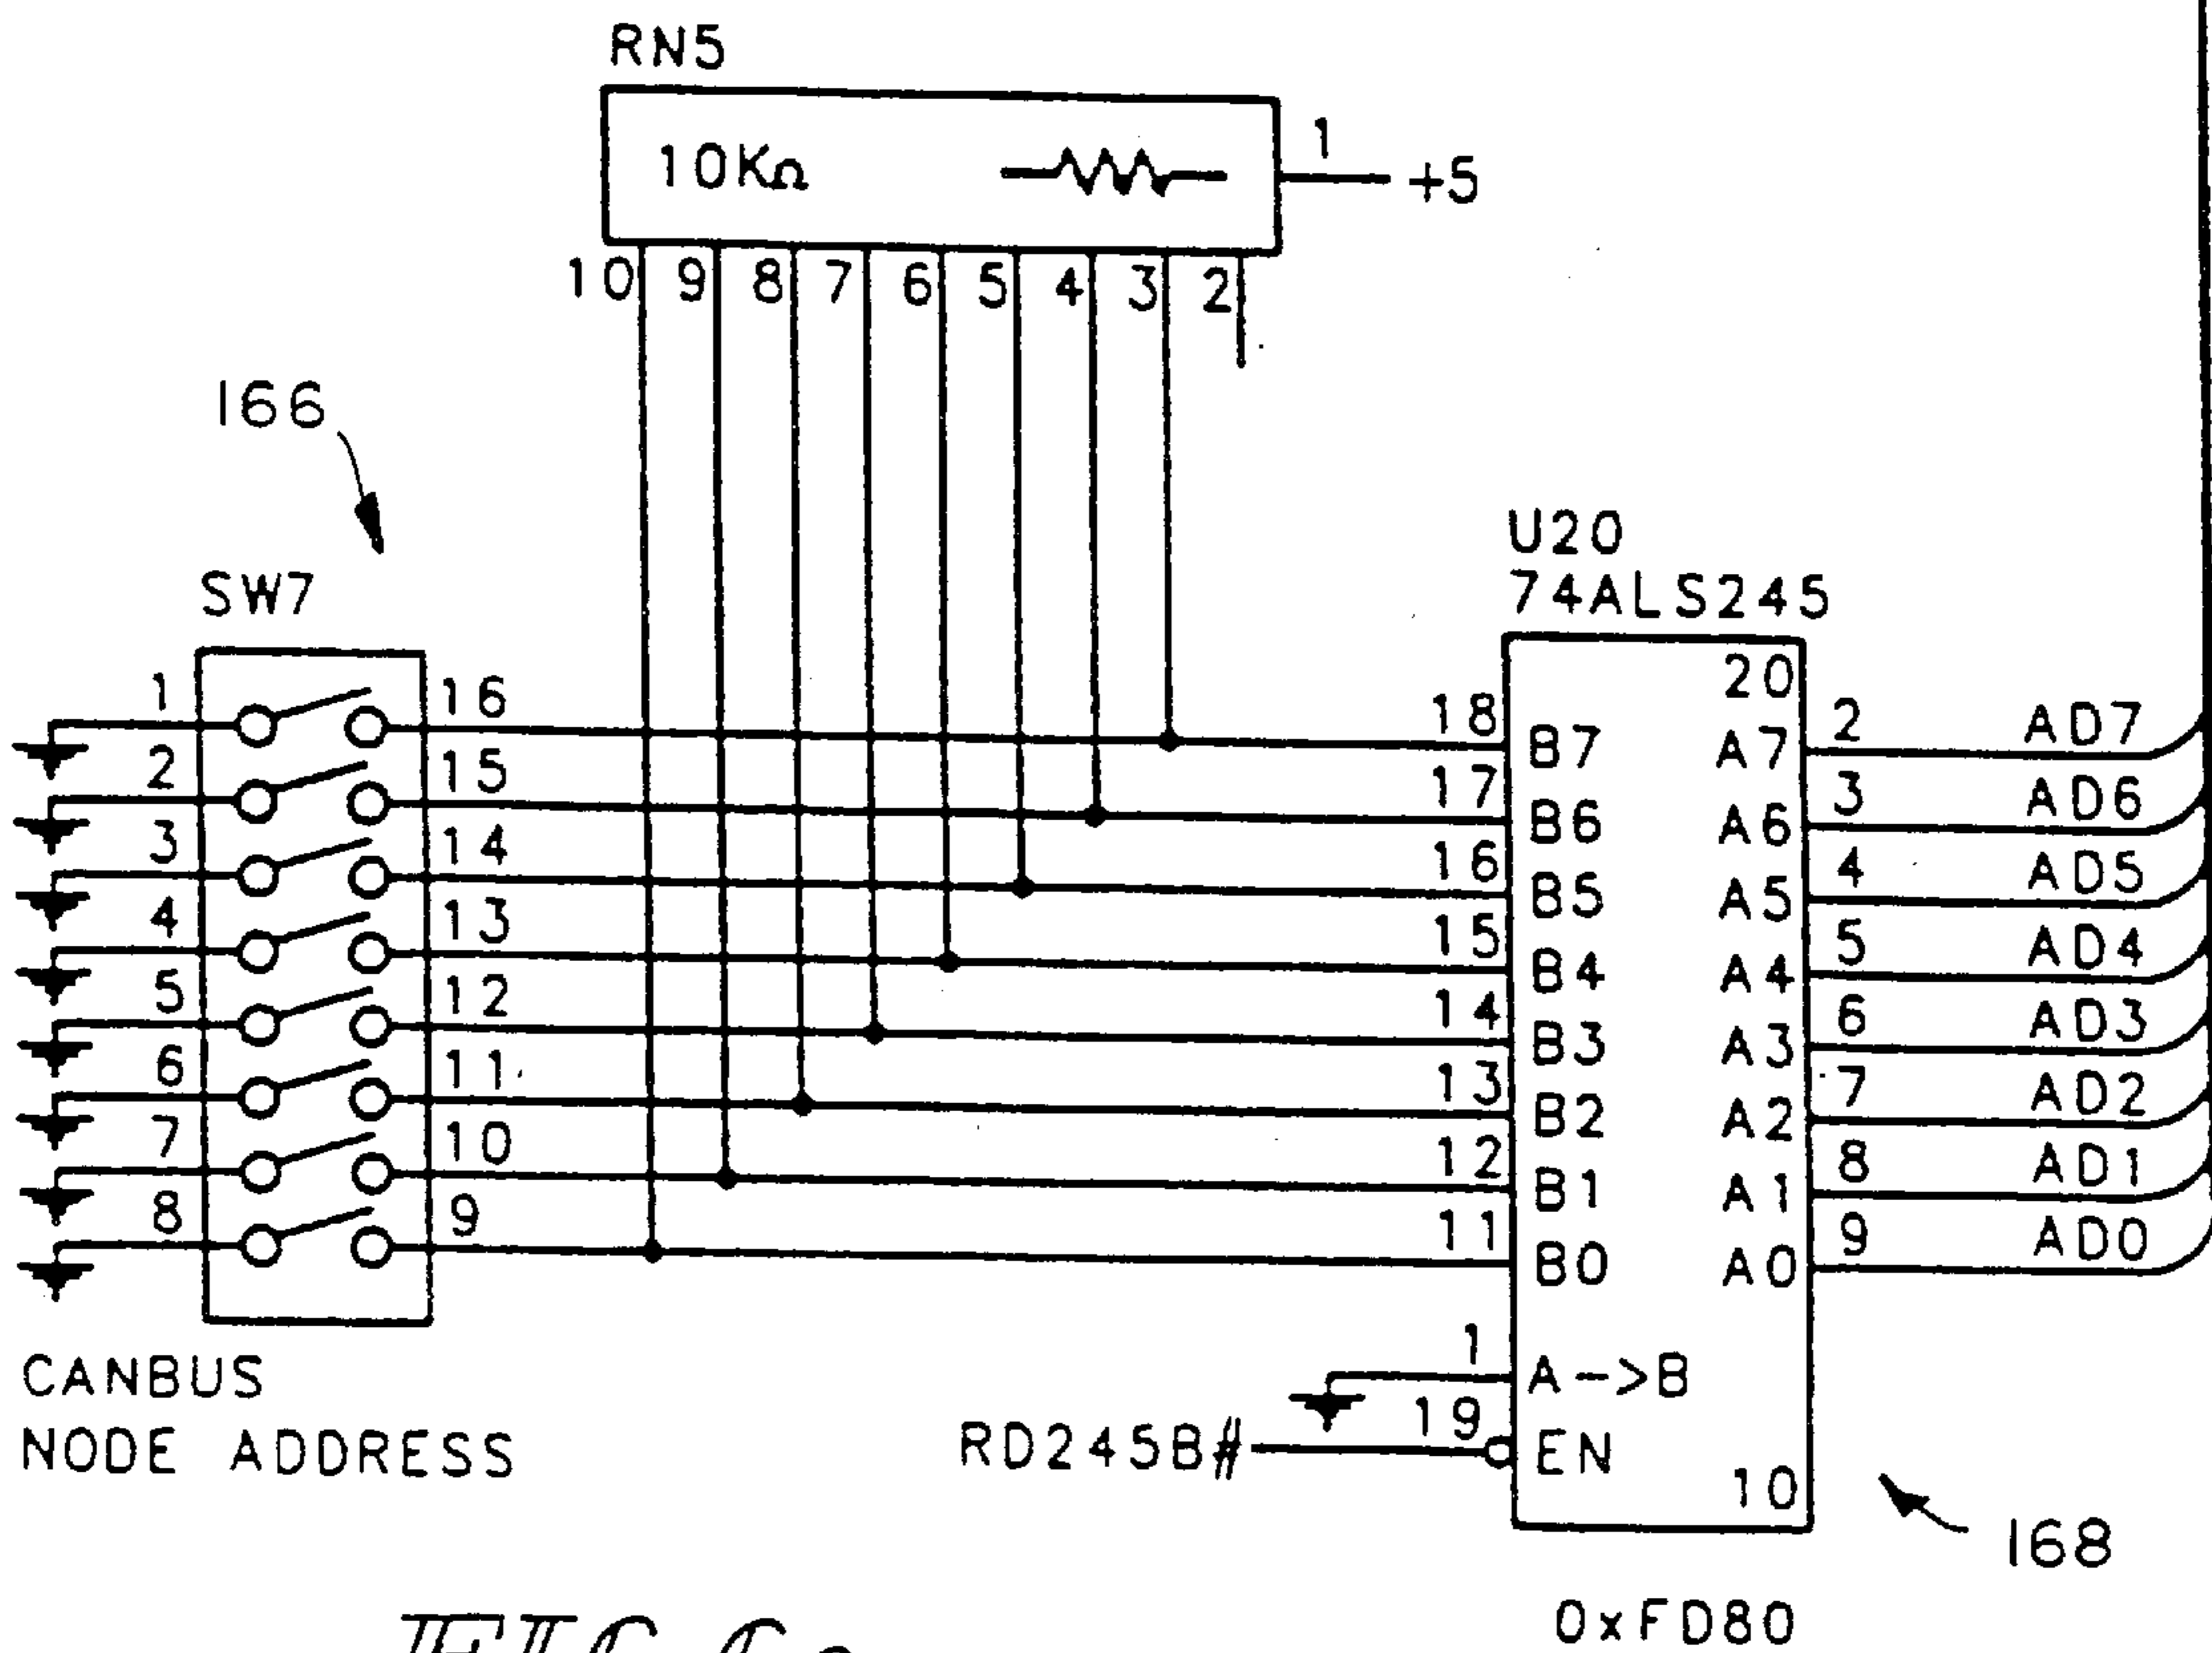 RN5
10KΩ
1
+5
10 9 8 7 6 5 4 3 2
166
SW7
1 16
2 15
3 14
4 13
5 12
6 11
7 10
8 9
CANBUS
NODE ADDRESS
U20
74ALS245
20
18 B7 A7 2 AD7
17 B6 A6 3 AD6
16 B5 A5 4 AD5
15 B4 A4 5 AD4
14 B3 A3 6 AD3
13 B2 A2 7 AD2
12 B1 A1 8 AD1
11 B0 A0 9 AD0
1 A->B
RD245B# 19 EN
10
168
0xFD80